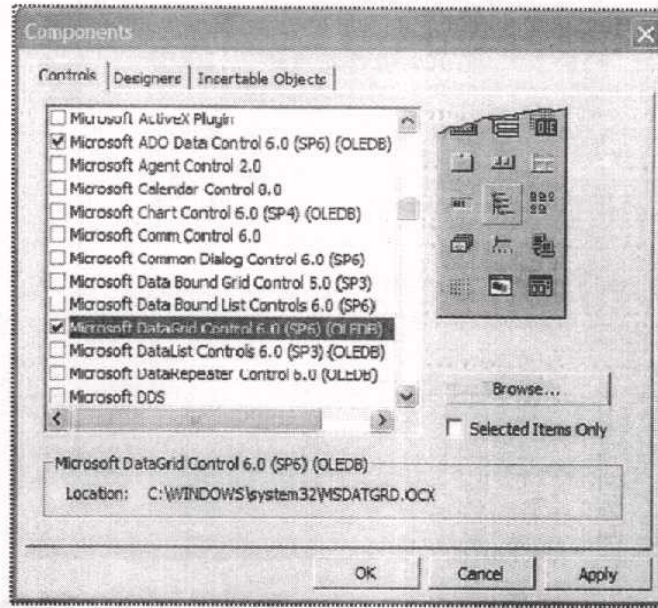 Components
Controls
Designers
Insertable Objects
Microsoft ActiveX Plugin
Microsoft ADO Data Control 6.0 (SP6) (OLEDB)
Microsoft Agent Control 2.0
Microsoft Calendar Control 8.0
Microsoft Chart Control 6.0 (SP4) (OLEDB)
Microsoft Comm Control 6.0
Microsoft Common Dialog Control 6.0 (SP6)
Microsoft Data Bound Grid Control 5.0 (SP3)
Microsoft Data Bound List Controls 6.0 (SP6)
Microsoft DataGrid Control 6.0 (SP6) (OLEDB)
Microsoft DataList Controls 6.0 (SP3) (OLEDB)
Microsoft DataRepeater Control 6.0 (OLEDB)
Microsoft DDS
Browse...
Selected Items Only
Microsoft DataGrid Control 6.0 (SP6) (OLEDB)
Location: C:\WINDOWS\system32\MSDATGRD.OCX
OK Cancel Apply